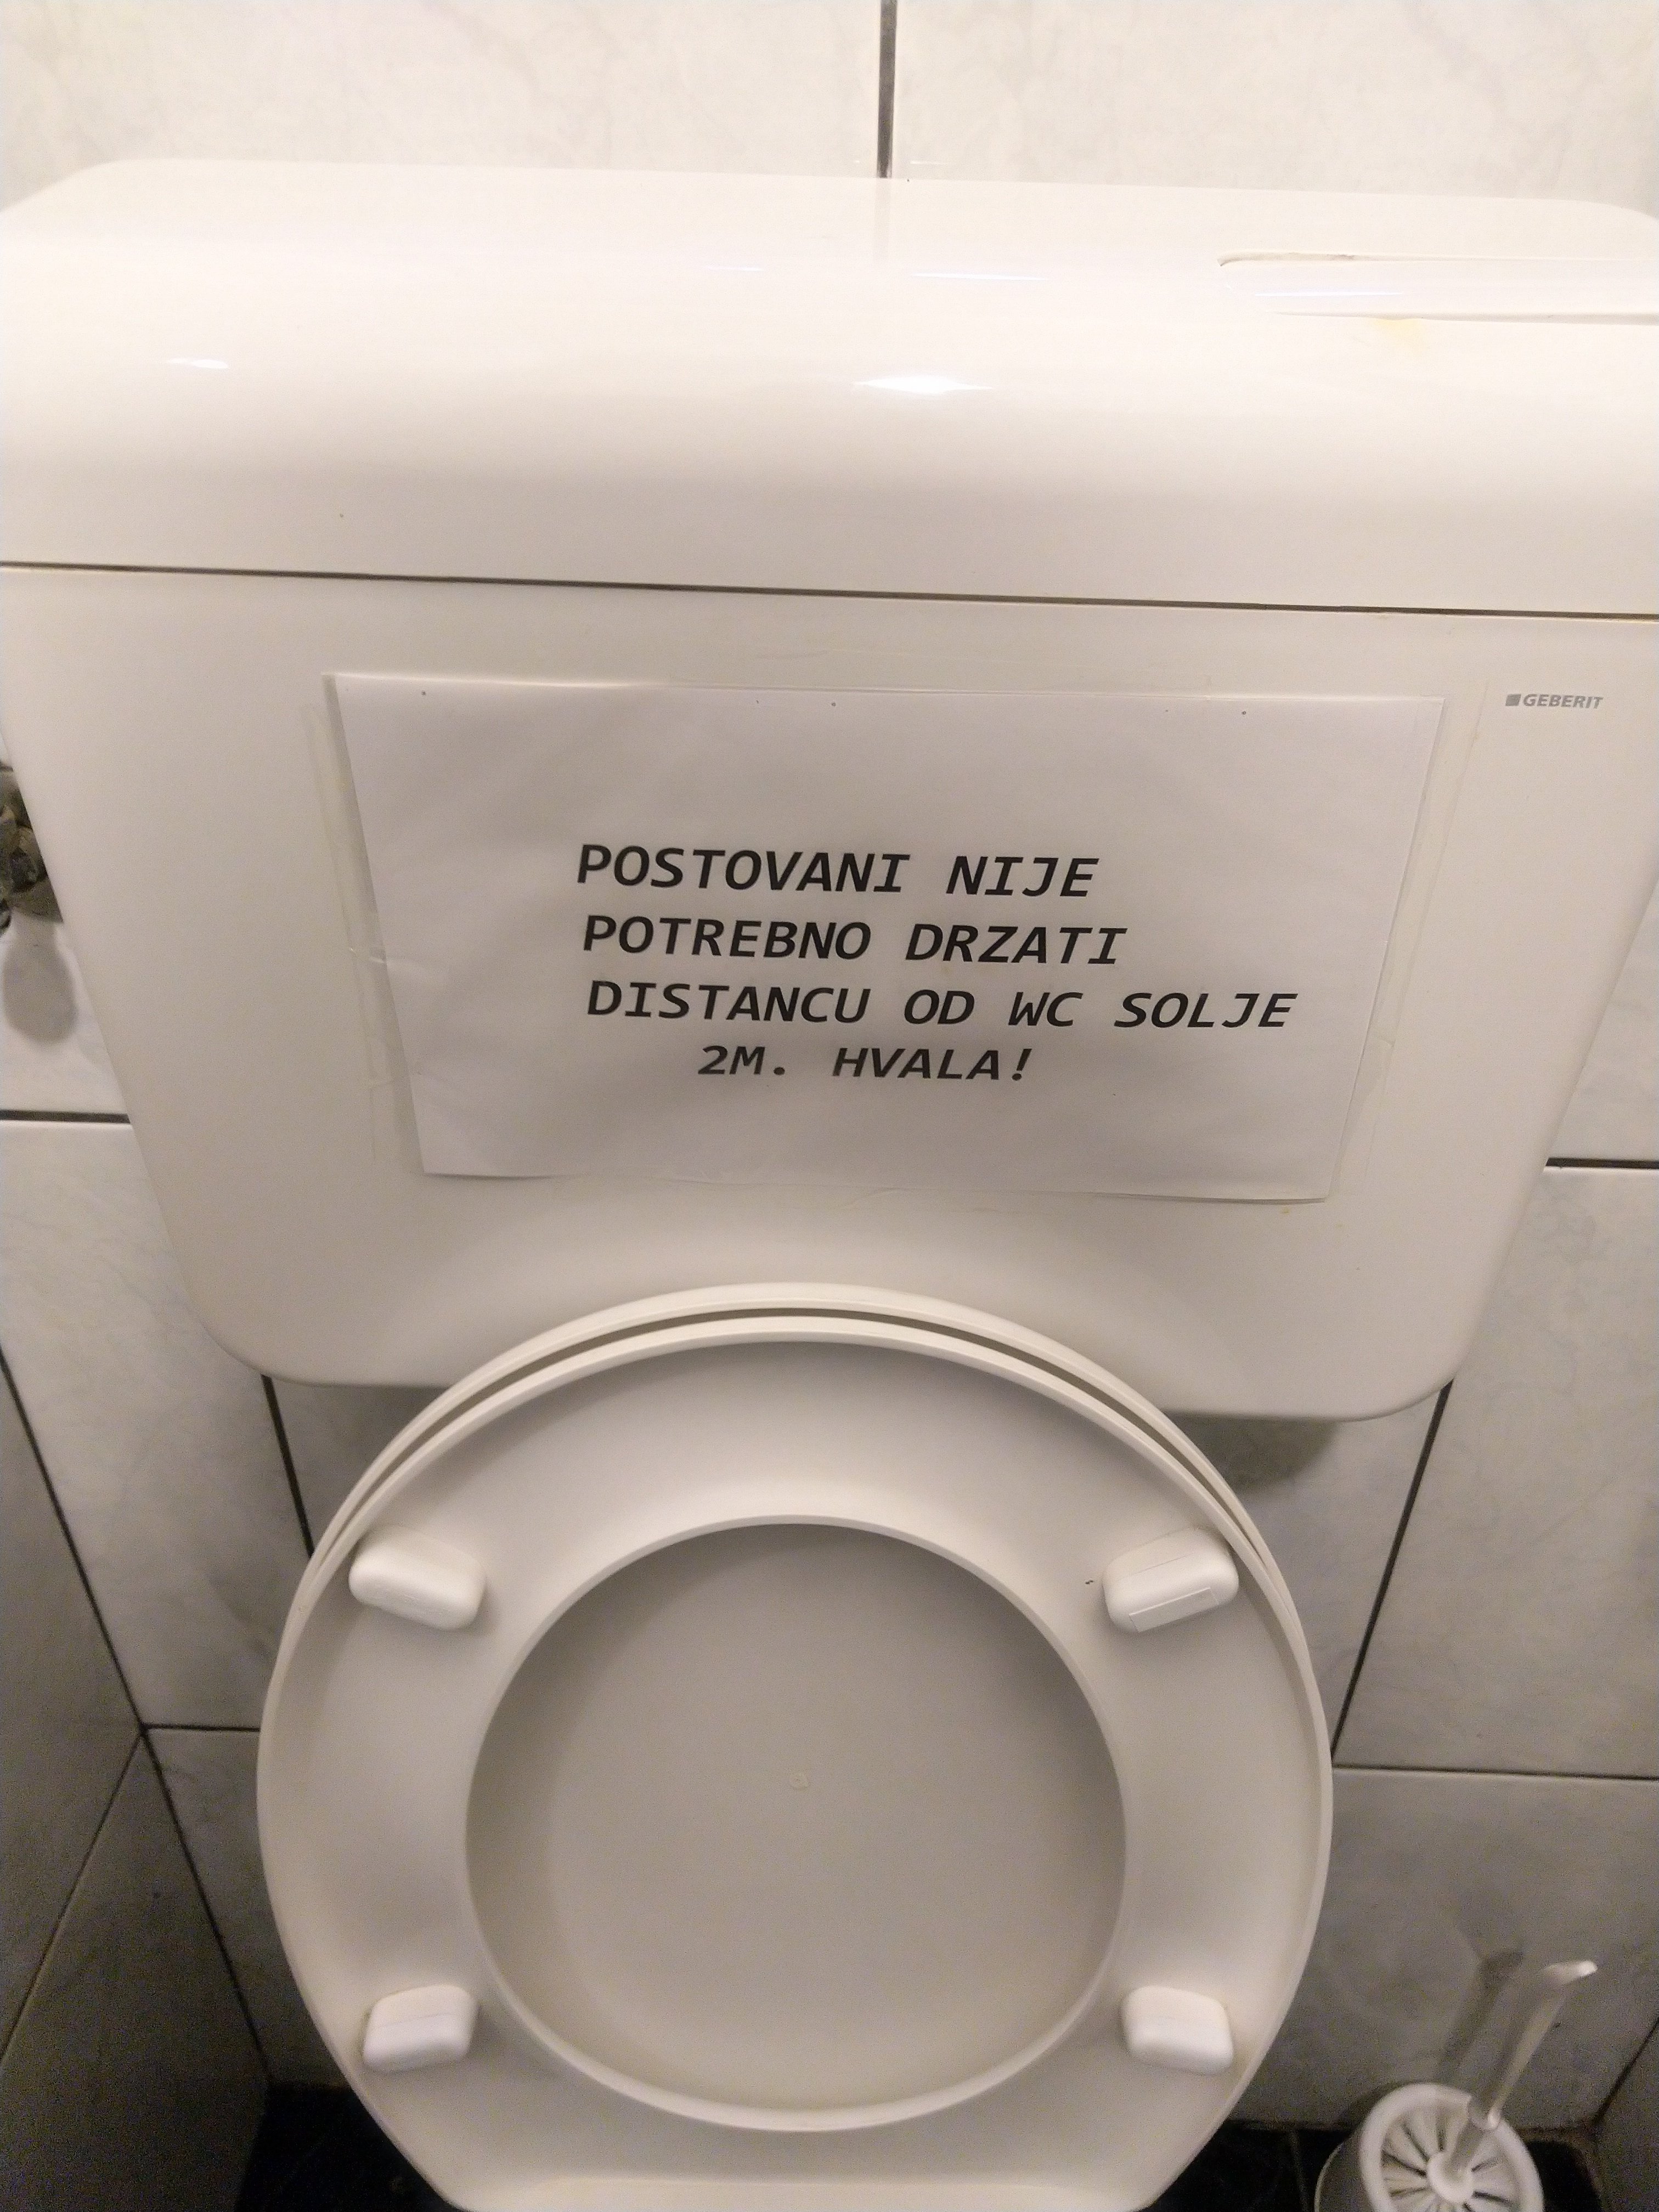 GEBERIT
POSTOVANI NIJE
POTREBNO DRZATI
DISTANCU OD WC SOLJE
2M. HVALA!